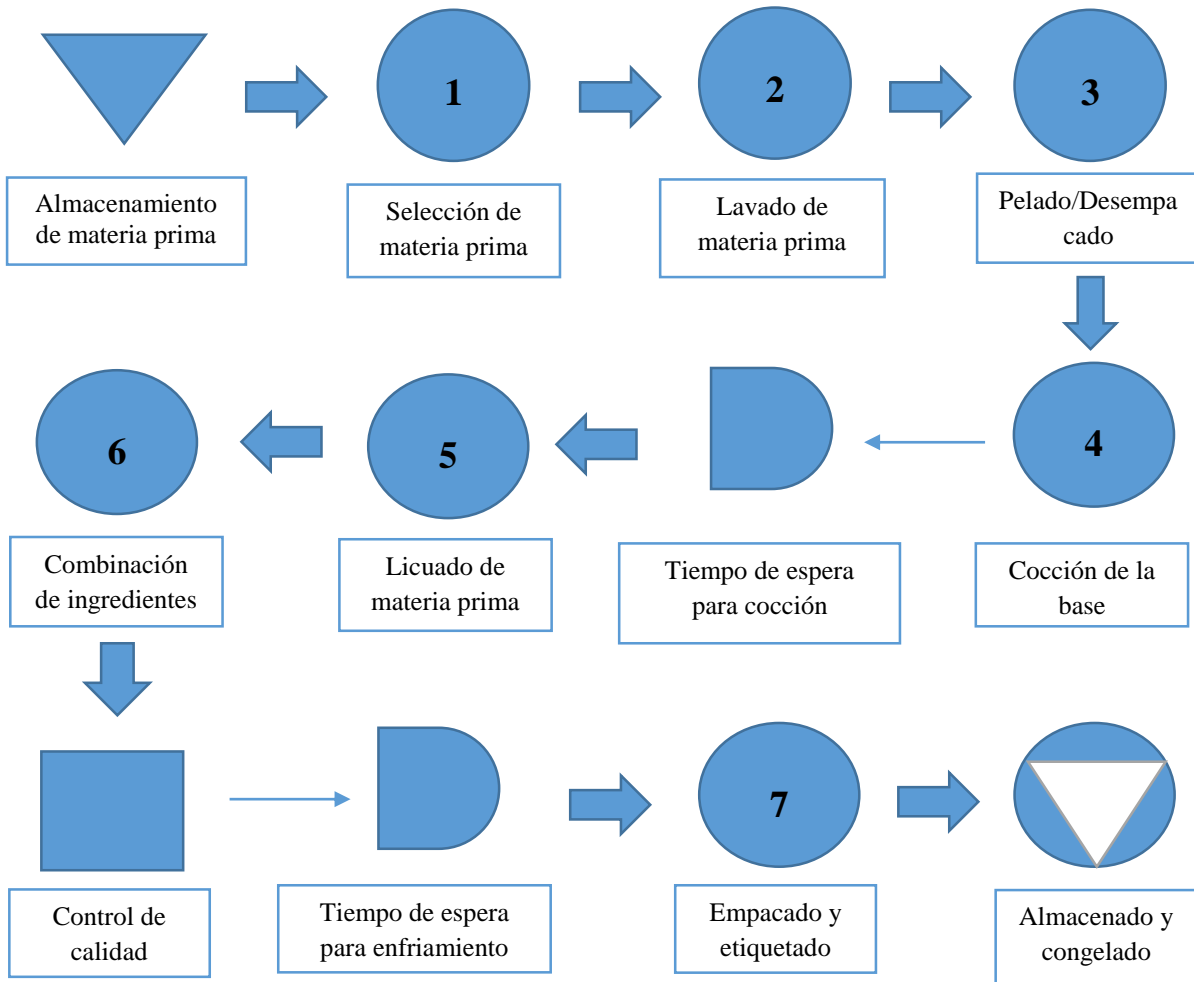 1
2
3
Almacenamiento
de materia prima
Selección de
materia prima
Lavado de
materia prima
Pelado/Desempa
cado
6
5
4
Combinación
de ingredientes
Licuado de
materia prima
Tiempo de espera
para cocción
Cocción de la
base
7
Control de
calidad
Tiempo de espera
para enfriamiento
Empacado y
etiquetado
Almacenado y
congelado